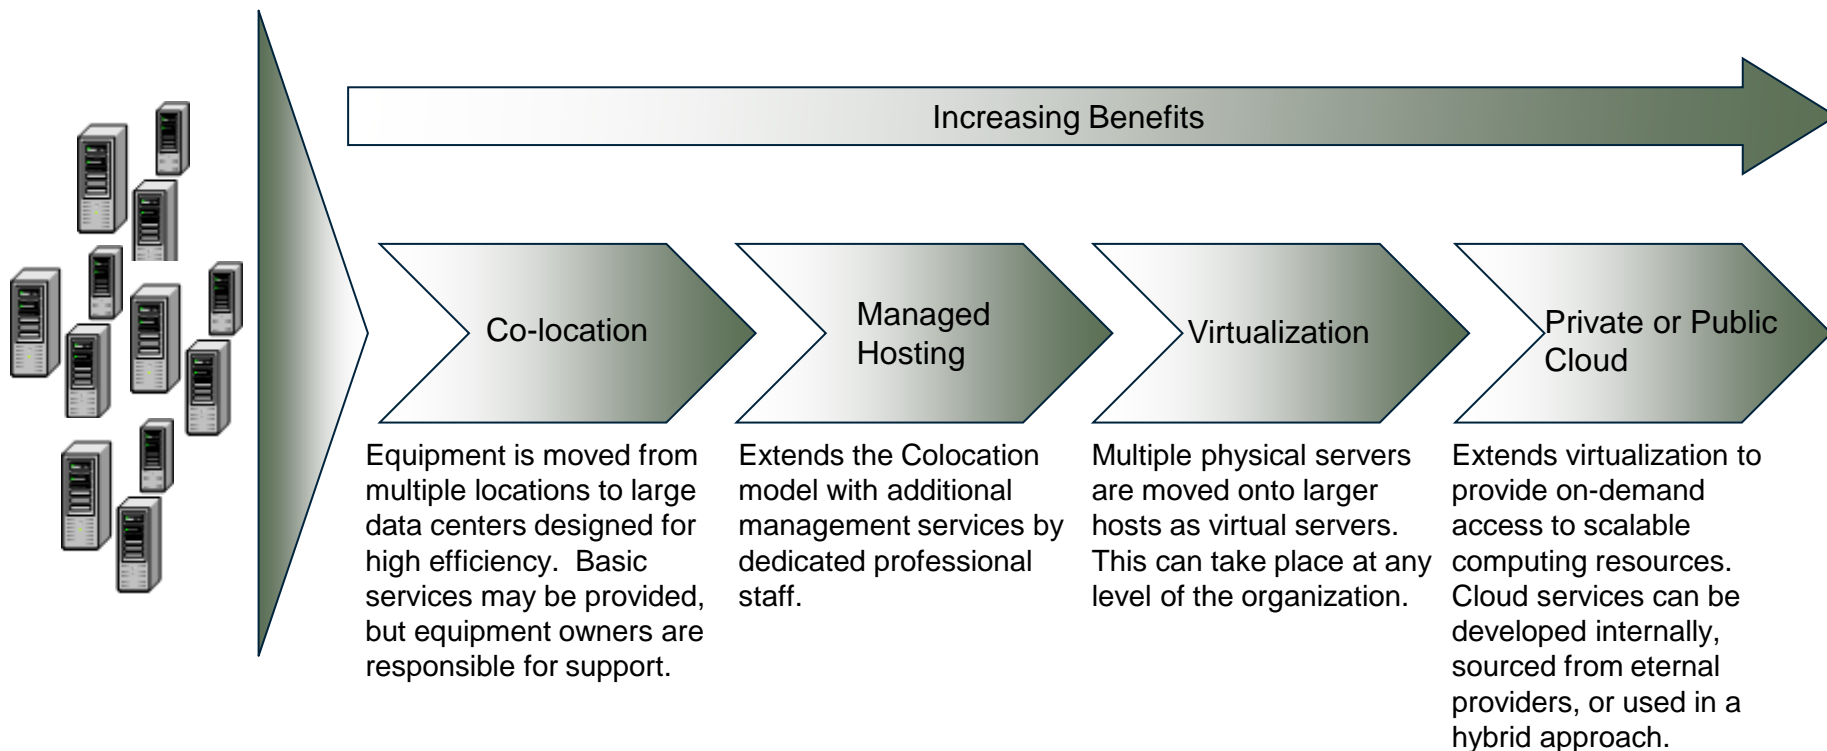 Increasing Benefits
Co-location
Managed
Hosting
Virtualization
Private or Public
Cloud
Equipment is moved from
multiple locations to large
data centers designed for
high efficiency.  Basic
services may be provided,
but equipment owners are
responsible for support.
Extends the Colocation
model with additional
management services by
dedicated professional
staff.
Multiple physical servers
are moved onto larger
hosts as virtual servers.
This can take place at any
level of the organization.
Extends virtualization to
provide on-demand
access to scalable
computing resources.
Cloud services can be
developed internally,
sourced from eternal
providers, or used in a
hybrid approach.